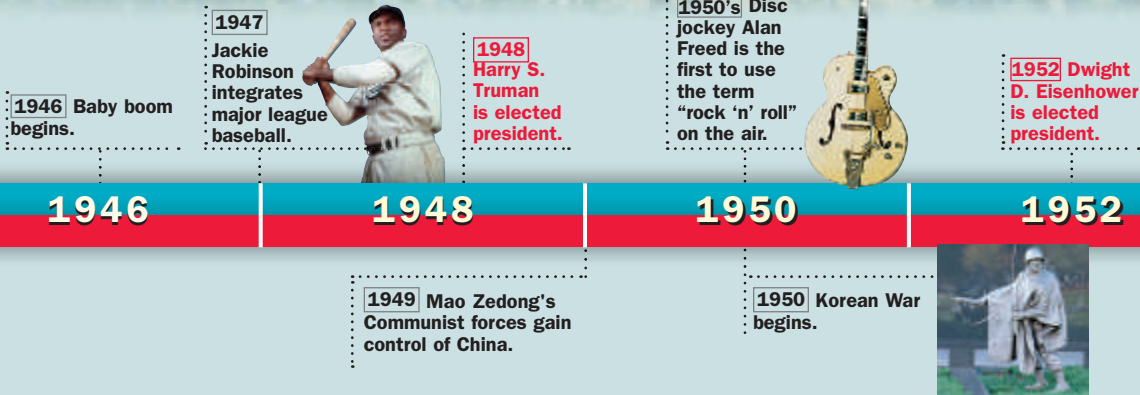 1946 Baby boom
begins.
1947
Jackie
Robinson
integrates
major league
baseball.
1948
Harry S.
Truman
is elected
president.
1950's Disc
jockey Alan
Freed is the
first to use
the term
“rock ‘n’ roll”
on the air.
1952 Dwight
D. Eisenhower
is elected
president.
1946
1948
1950
1952
1949 Mao Zedong's
Communist forces gain
control of China.
1950 Korean War
begins.